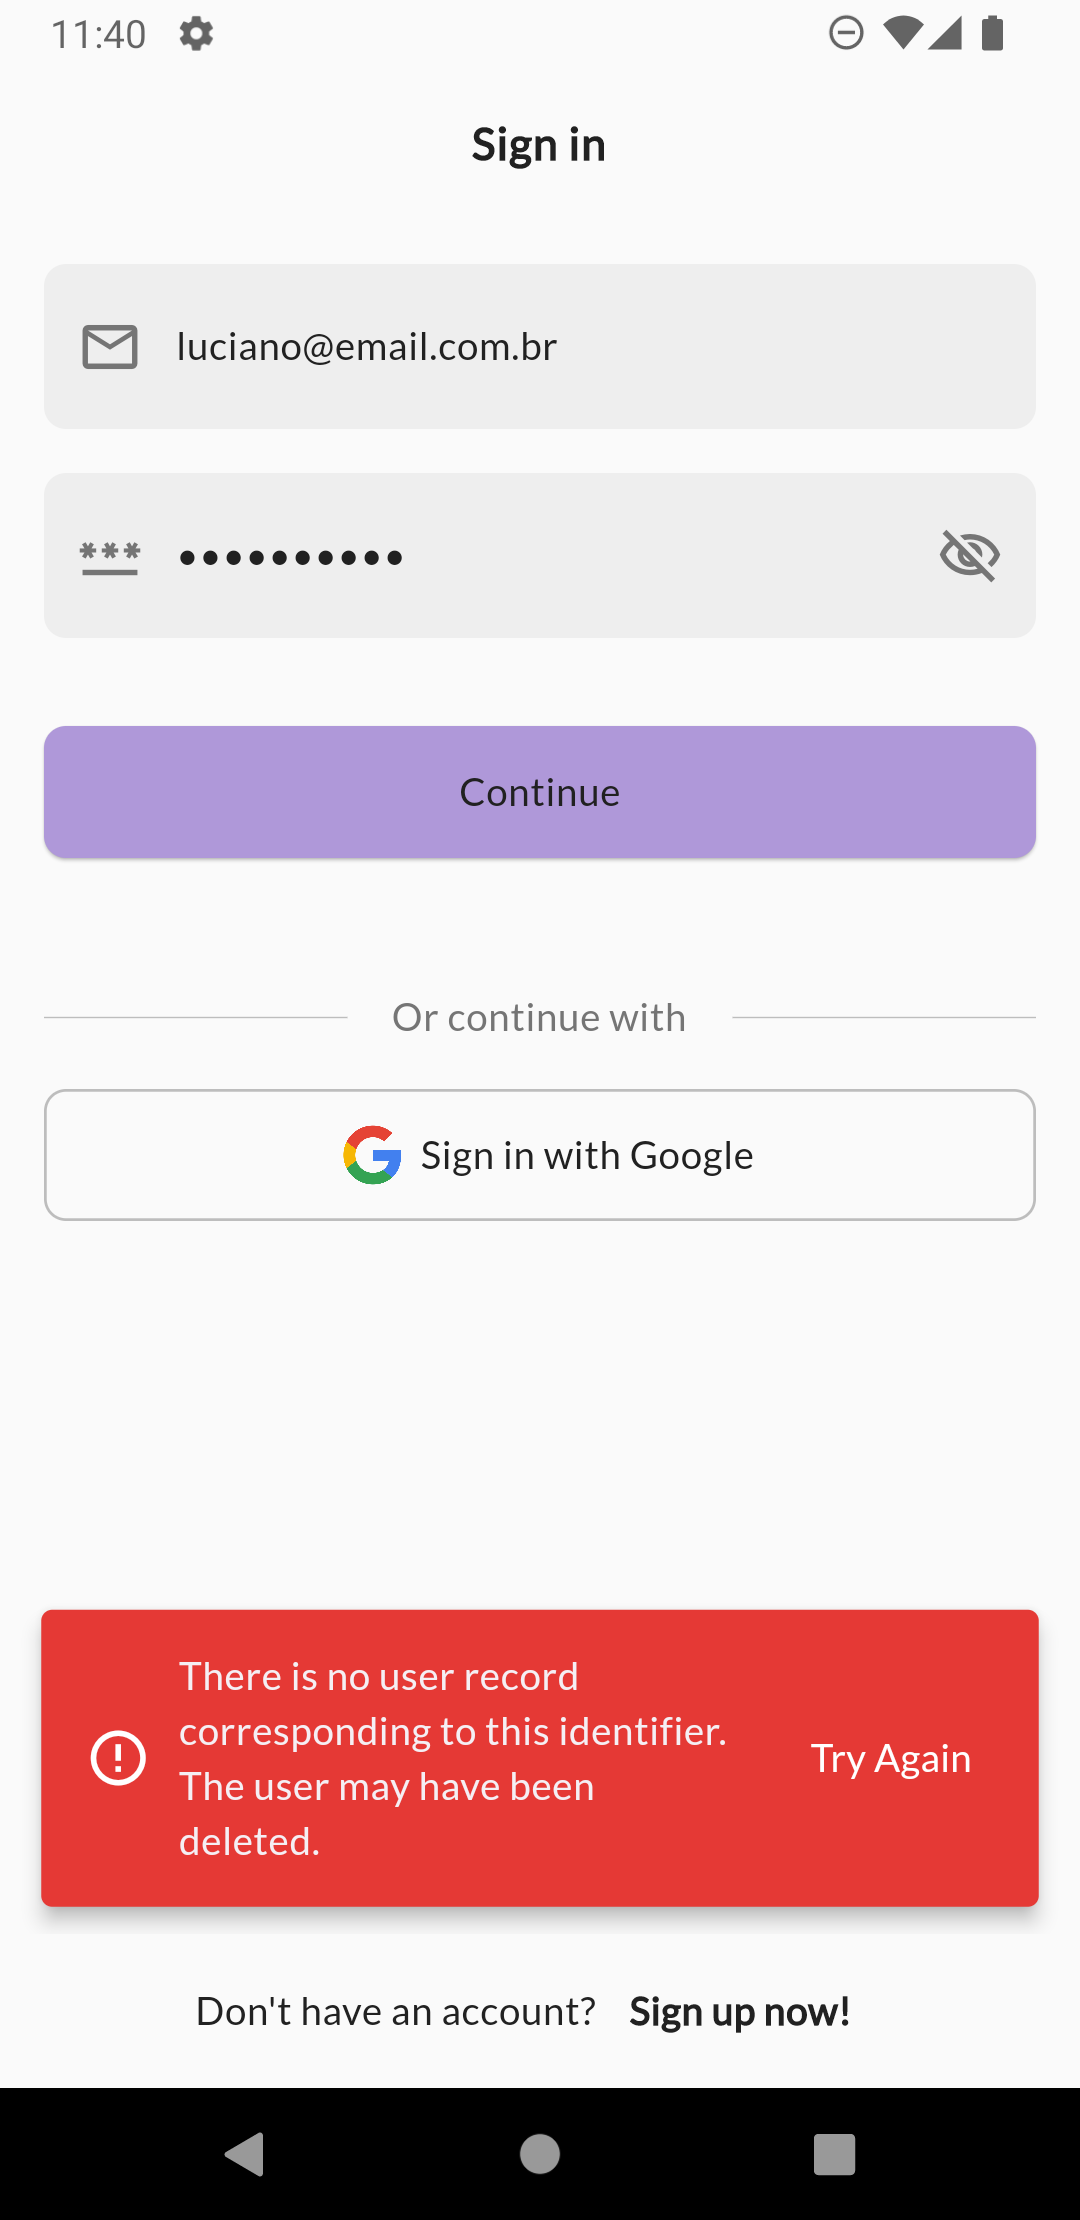 11:40
Sign in
luciano@email.com.br
••••••••••
Continue
Or continue with
Sign in with Google
There is no user record
corresponding to this identifier.
The user may have been
deleted.
Try Again
Don't have an account? Sign up now!